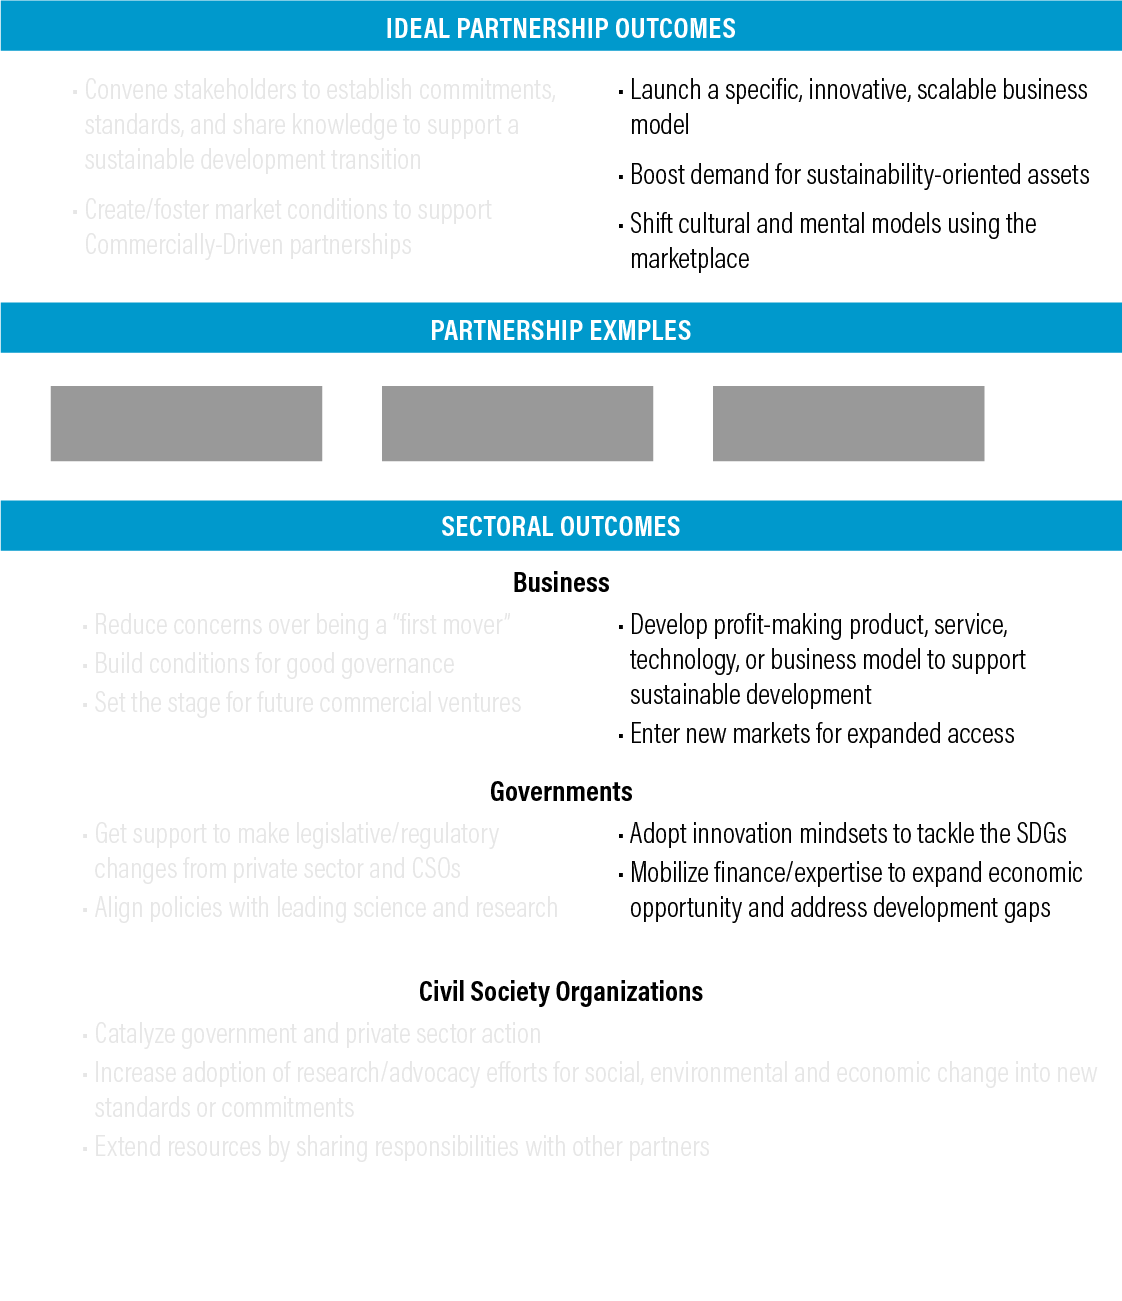 IDEAL PARTNERSHIP OUTCOMES
· Convene stakeholders to establish commitments,
standards, and share knowledge to support a
sustainable development transition
· Create/foster market conditions to support
Commercially-Driven partnerships
· Launch a specific, innovative, scalable business
model
· Boost demand for sustainability-oriented assets
· Shift cultural and mental models using the
marketplace
PARTNERSHIP EXMPLES
SECTORAL OUTCOMES
Business
· Reduce concerns over being a "first mover"
· Build conditions for good governance
· Set the stage for future commercial ventures
· Develop profit-making product, service,
technology, or business model to support
sustainable development
· Enter new markets for expanded access
Governments
· Get support to make legislative/regulatory
changes from private sector and CSOs
· Align policies with leading science and research
· Adopt innovation mindsets to tackle the SDGs
· Mobilize finance/expertise to expand economic
opportunity and address development gaps
Civil Society Organizations
· Catalyze government and private sector action
· Increase adoption of research/advocacy efforts for social, environmental and economic change into new
standards or commitments
· Extend resources by sharing responsibilities with other partners